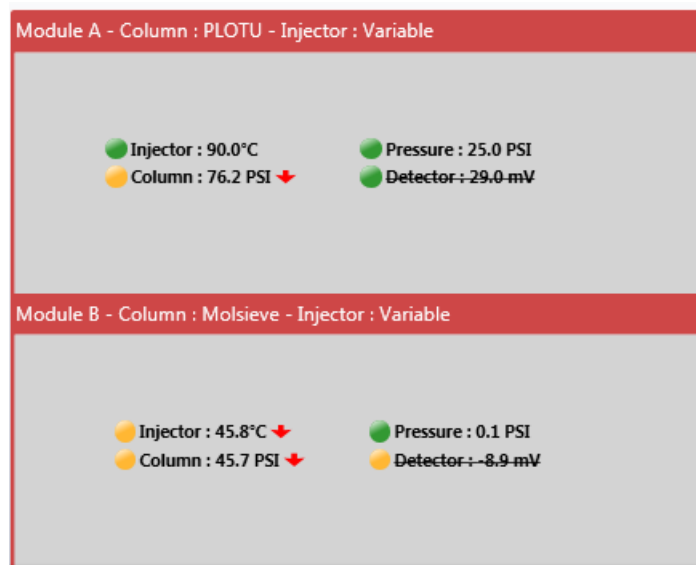 Module A - Column : PLOTU - Injector : Variable
Injector : 90.0°C Pressure : 25.0 PSI
Column : 76.2 PSI Detector : 29.0 mV
Module B - Column : Molsieve - Injector : Variable
Injector : 45.8°C Pressure : 0.1 PSI
Column : 45.7 PSI Detector : -8.9 mV